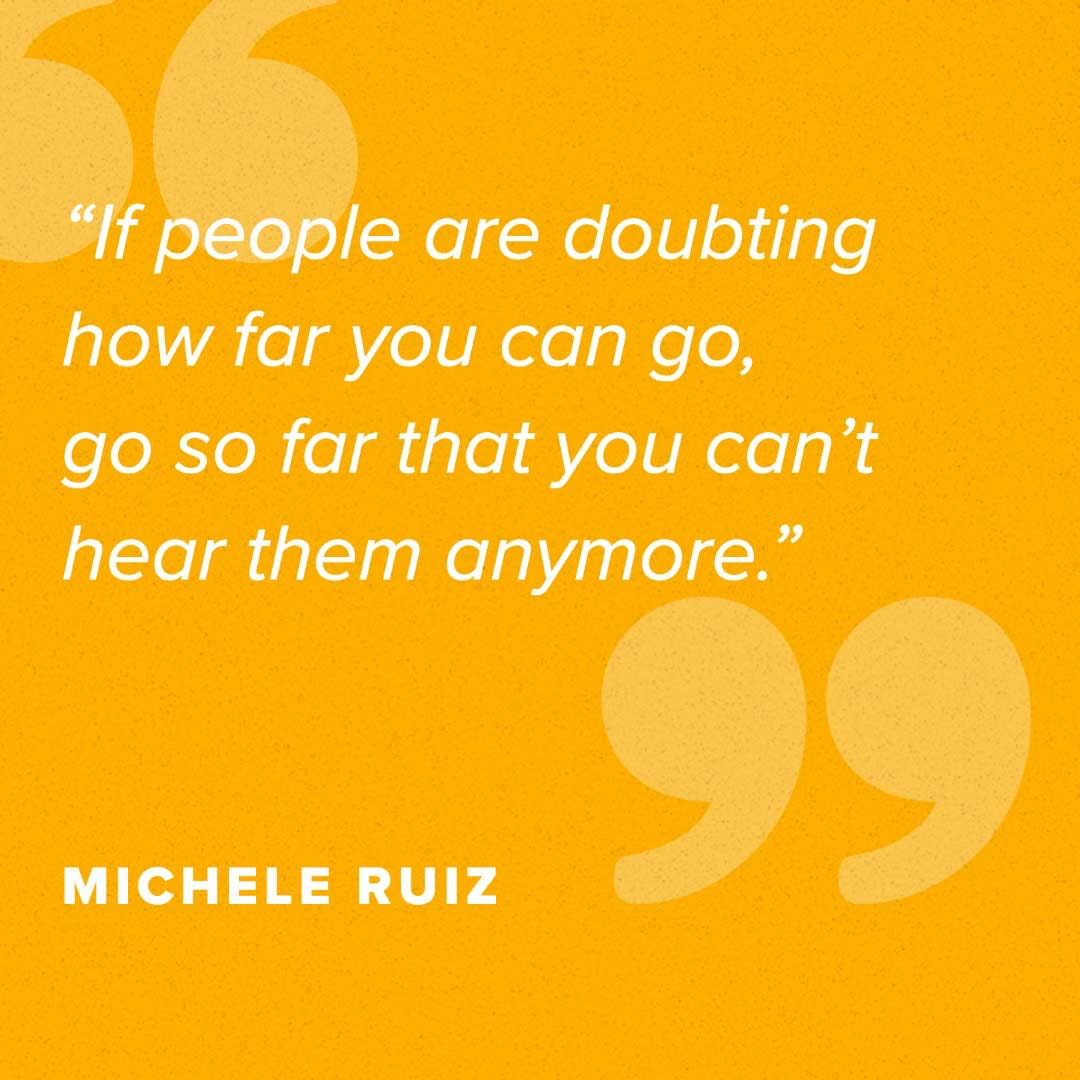 “If people are doubting
how far you can go,
go so far that you can’t
hear them anymore.”
MICHELE RUIZ